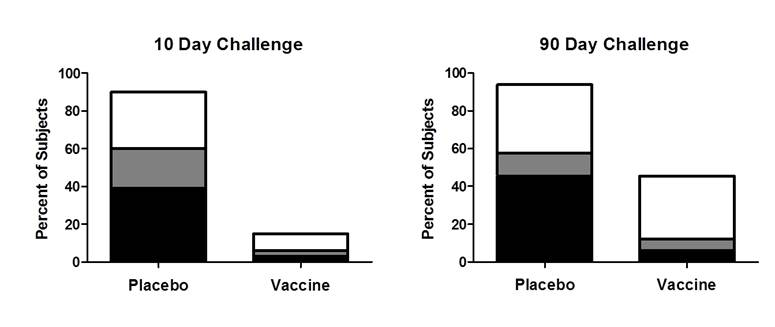 10 Day Challenge
Percent of Subjects
100
80
60
40
20
0
Placebo
Vaccine
90 Day Challenge
Percent of Subjects
100
80
60
40
20
0
Placebo
Vaccine